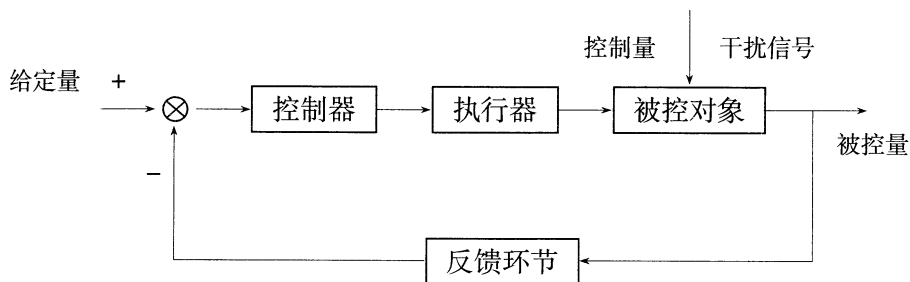 控制量 干扰信号
给定量 +
控制器 执行器 被控对象
被控量
−
反馈环节